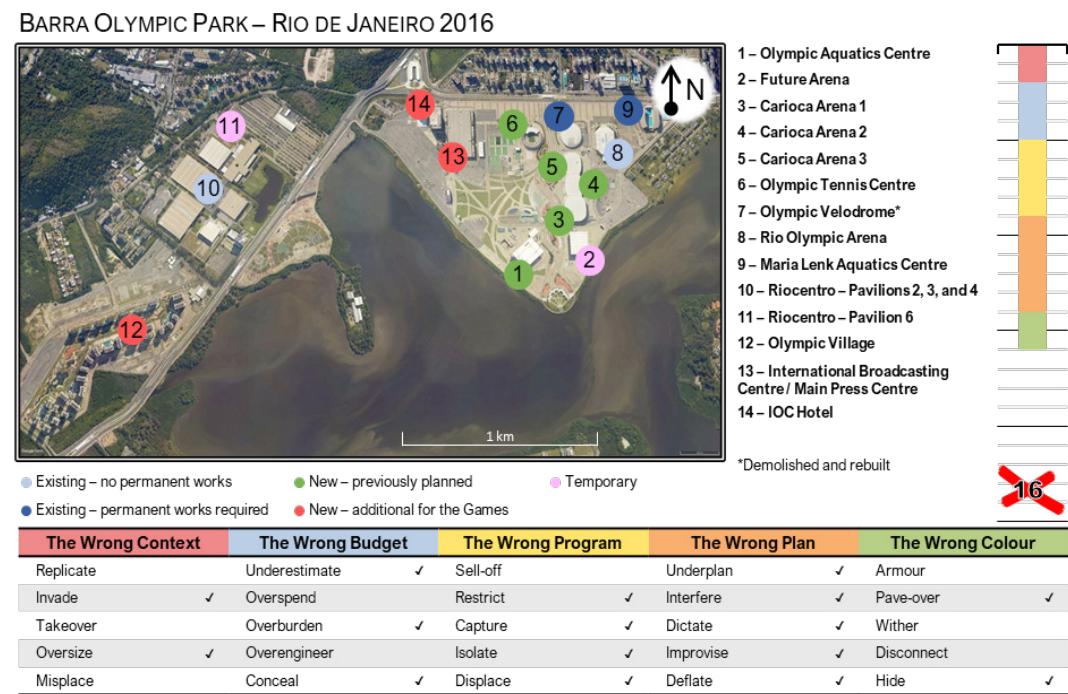 BARRA OLYMPIC PARK – RIO DE JANEIRO 2016
N
14
11
6
7
9
13
8
5
10
4
3
2
1
12
1 km
1 – Olympic Aquatics Centre
2 – Future Arena
3 – Carioca Arena 1
4 – Carioca Arena 2
5 – Carioca Arena 3
6 – Olympic Tennis Centre
7 – Olympic Velodrome*
8 – Rio Olympic Arena
9 – Maria Lenk Aquatics Centre
10 – Riocentro – Pavilions 2, 3, and 4
11 – Riocentro – Pavilion 6
12 – Olympic Village
13 – International Broadcasting
Centre / Main Press Centre
14 – IOC Hotel
*Demolished and rebuilt
16
Existing – no permanent works
New – previously planned
Temporary
Existing – permanent works required
New – additional for the Games
The Wrong Context The Wrong Budget The Wrong Program The Wrong Plan The Wrong Colour
Replicate Underestimate ✓ Sell-off Underplan ✓ Armour
Invade ✓ Overspend Restrict ✓ Interfere ✓ Pave-over ✓
Takeover Overburden ✓ Capture ✓ Dictate ✓ Wither
Oversize ✓ Overengineer Isolate ✓ Improvise ✓ Disconnect
Misplace Conceal ✓ Displace ✓ Deflate ✓ Hide ✓